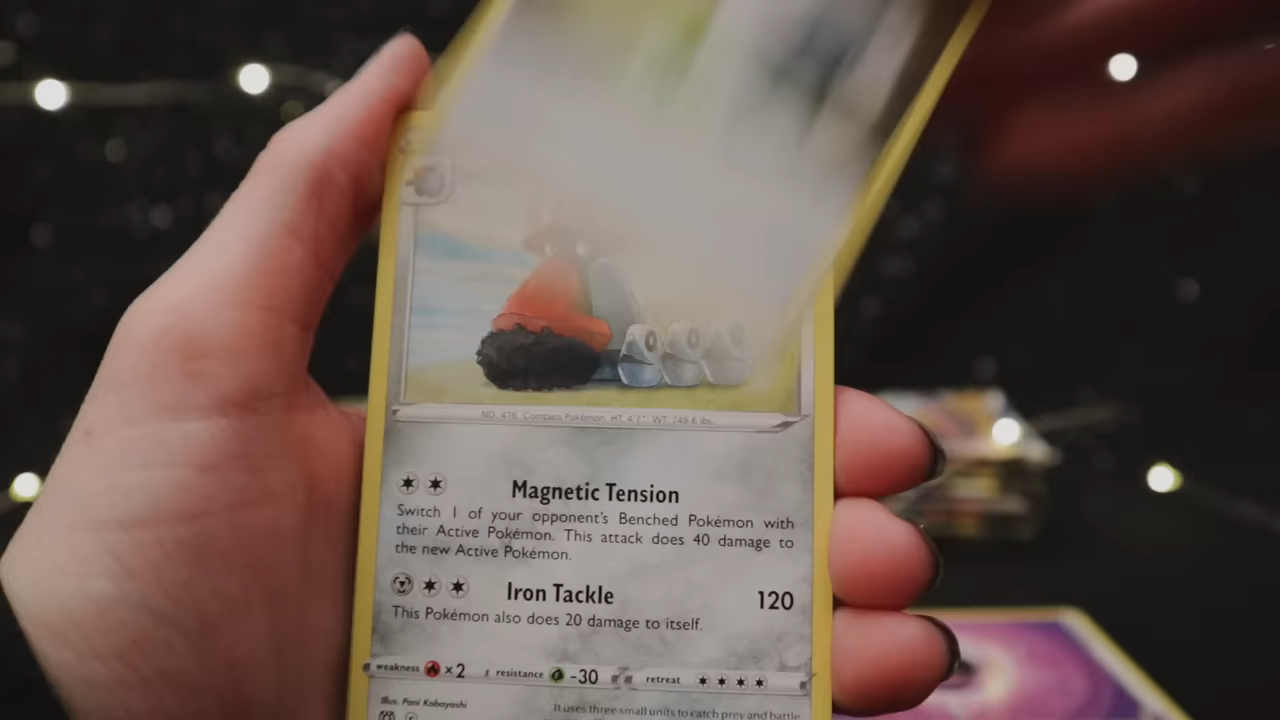 NO. 476 Compass Pokémon HT: 4'7" WT: 749.6 lbs.
Magnetic Tension
Switch 1 of your opponent's Benched Pokémon with
their Active Pokémon. This attack does 40 damage to
the new Active Pokémon.
Iron Tackle 120
This Pokémon also does 20 damage to itself.
weakness ×2 resistance -30 retreat
Illus. Pani Kobayashi
It uses three small units to catch prey and battle